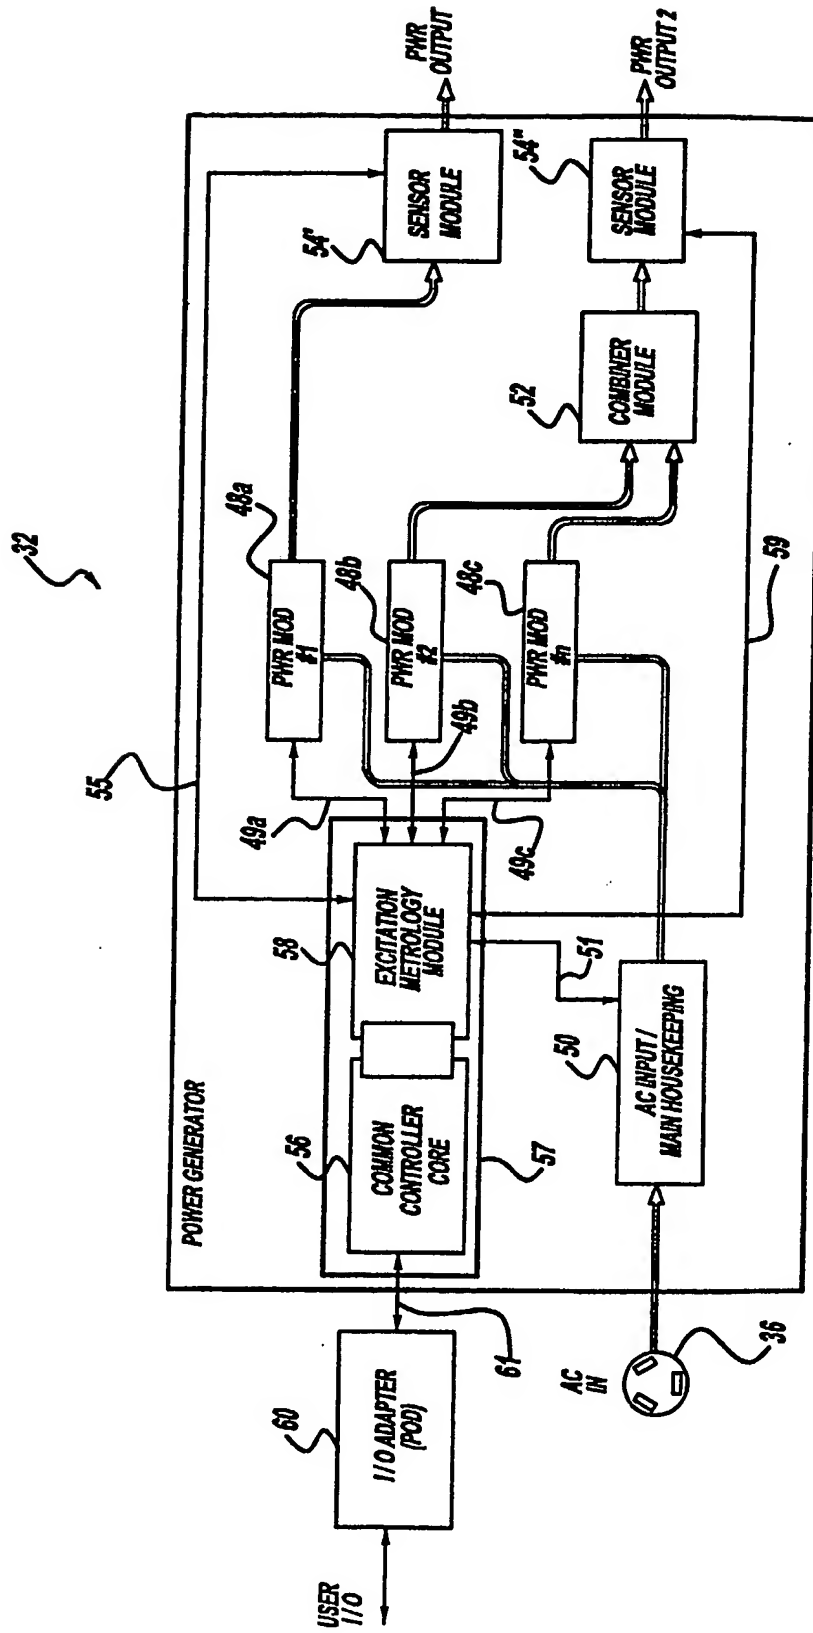 32
POWER GENERATOR
55
PWR
OUTPUT
54'
SENSOR
MODULE
48a
PWR MOD
#1
49a
58
EXCITATION
METROLOGY
MODULE
56
COMMON
CONTROLLER
CORE
57
60
I/O ADAPTER
(POD)
61
USER
I/O
48b
PWR MOD
#2
49b
48c
PWR MOD
#n
49c
52
COMBINER
MODULE
54"
SENSOR
MODULE
PWR
OUTPUT 2
51
59
50
AC INPUT /
MAIN HOUSEKEEPING
AC
IN
36